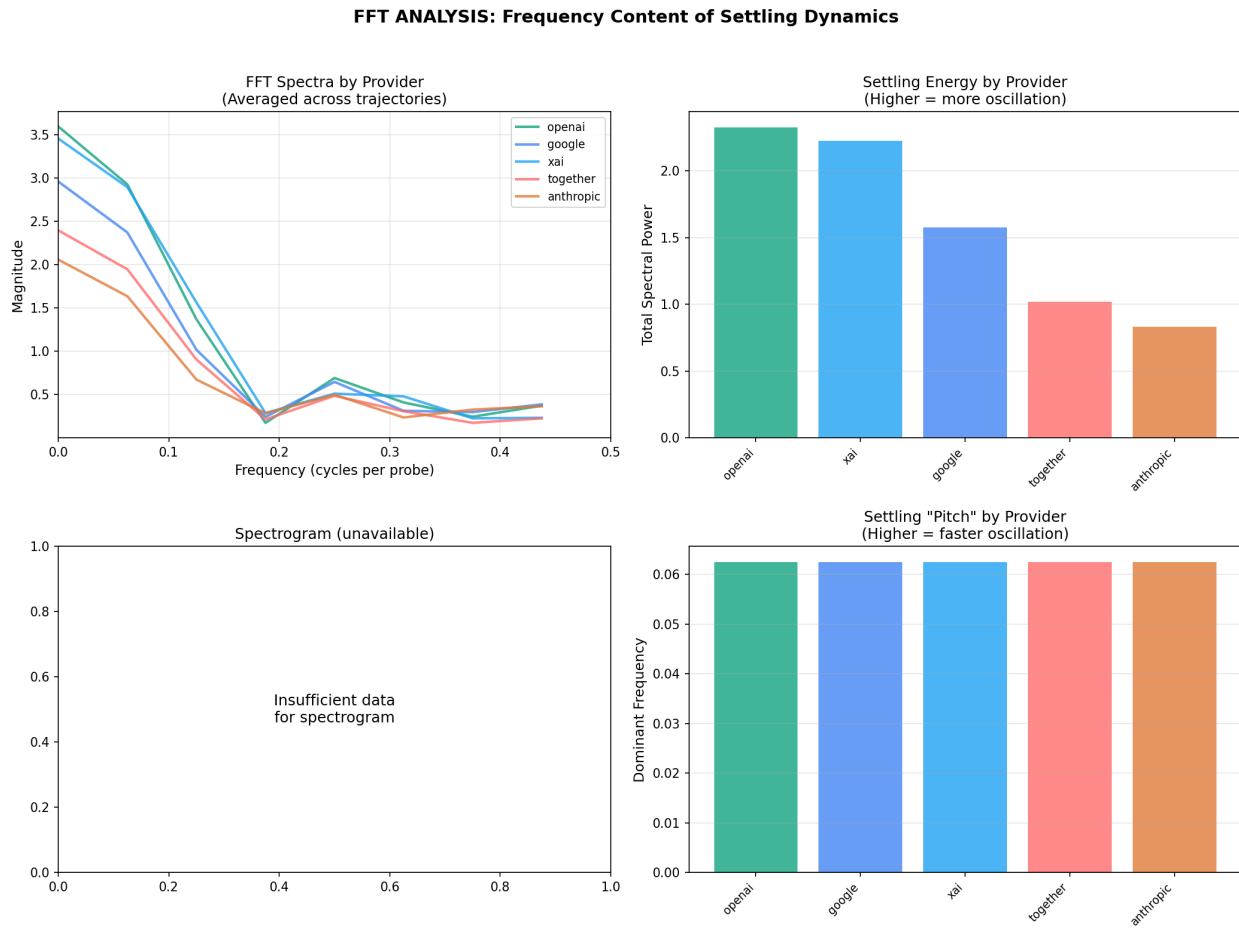 FFT ANALYSIS: Frequency Content of Settling Dynamics
FFT Spectra by Provider
(Averaged across trajectories)
3.5
3.0
2.5
2.0
1.5
1.0
0.5
Magnitude
openai
google
xai
together
anthropic
0.0 0.1 0.2 0.3 0.4 0.5
Frequency (cycles per probe)
Settling Energy by Provider
(Higher = more oscillation)
2.0
1.5
1.0
0.5
0.0
Total Spectral Power
openai xai google together anthropic
Spectrogram (unavailable)
1.0
0.8
0.6
0.4
0.2
0.0
Insufficient data
for spectrogram
0.0 0.2 0.4 0.6 0.8 1.0
Settling "Pitch" by Provider
(Higher = faster oscillation)
0.06
0.05
0.04
0.03
0.02
0.01
0.00
Dominant Frequency
openai google xai together anthropic